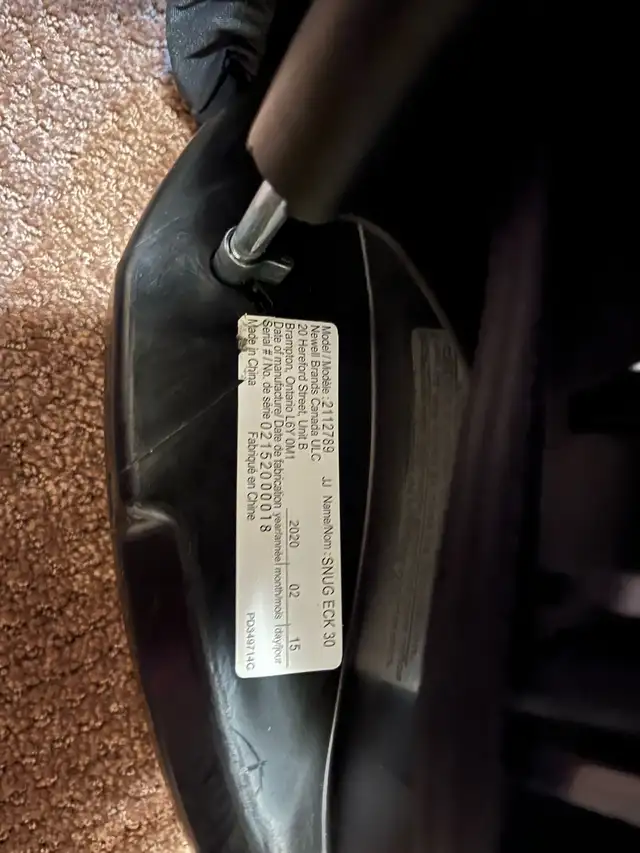 Model / Modèle : 2112789 JJ Name/Nom : SNUG ECK 30
Newell Brands Canada ULC
20 Hereford Street, Unit B
Brampton, Ontario L6Y 0M1 2020 02 15
Date of manufacture/ Date de fabrication year/année/ month/mois /day/jour
Serial # / No. de série 02152000018
Made in China Fabriqué en Chine PD349714C